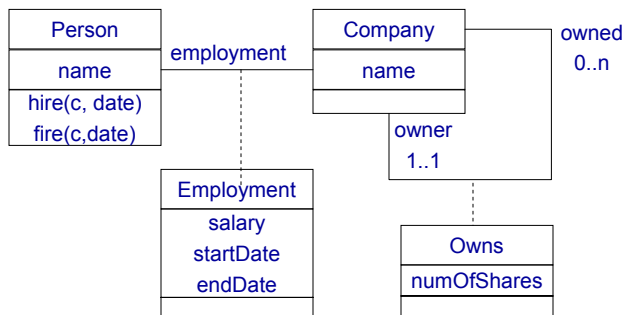 Person
name
hire(c, date)
fire(c,date)
employment
Company
name
owned
0..n
owner
1..1
Employment
salary
startDate
endDate
Owns
numOfShares